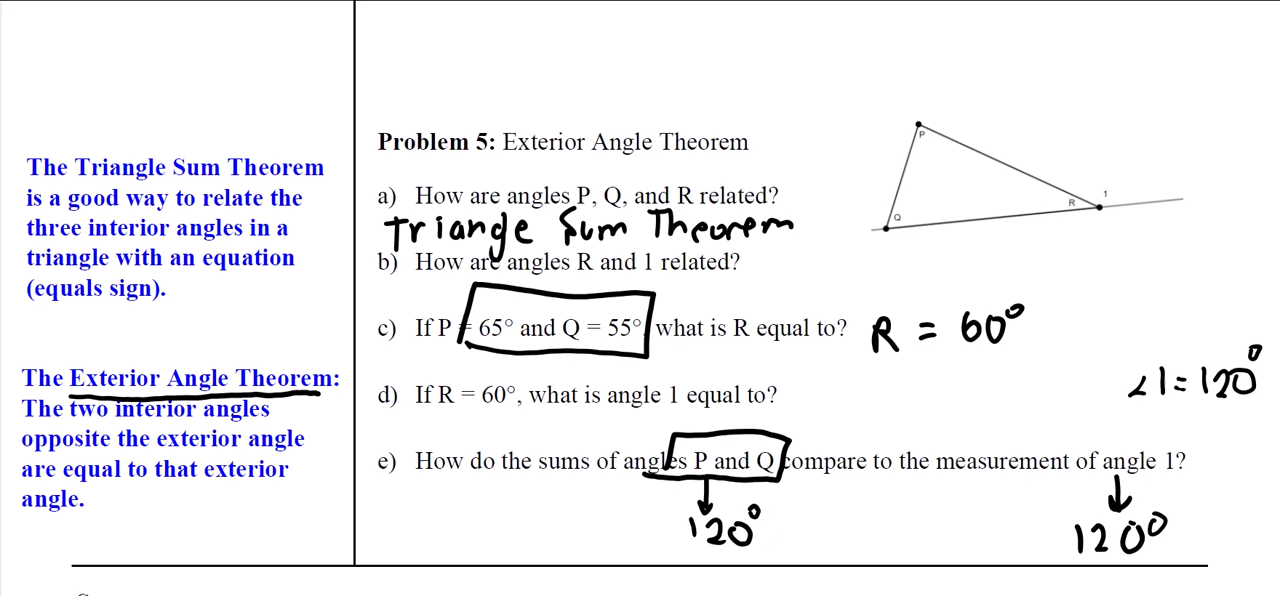 The Triangle Sum Theorem
is a good way to relate the
three interior angles in a
triangle with an equation
(equals sign).
The Exterior Angle Theorem:
The two interior angles
opposite the exterior angle
are equal to that exterior
angle.
Problem 5: Exterior Angle Theorem
a) How are angles P, Q, and R related?
Triange Sum Theorem
b) How are angles R and 1 related?
c) If P = 65° and Q = 55° what is R equal to?
R = 60°
d) If R = 60°, what is angle 1 equal to?
∠1 = 120°
e) How do the sums of angles P and Q compare to the measurement of angle 1?
120°
120°
P
Q
R
1